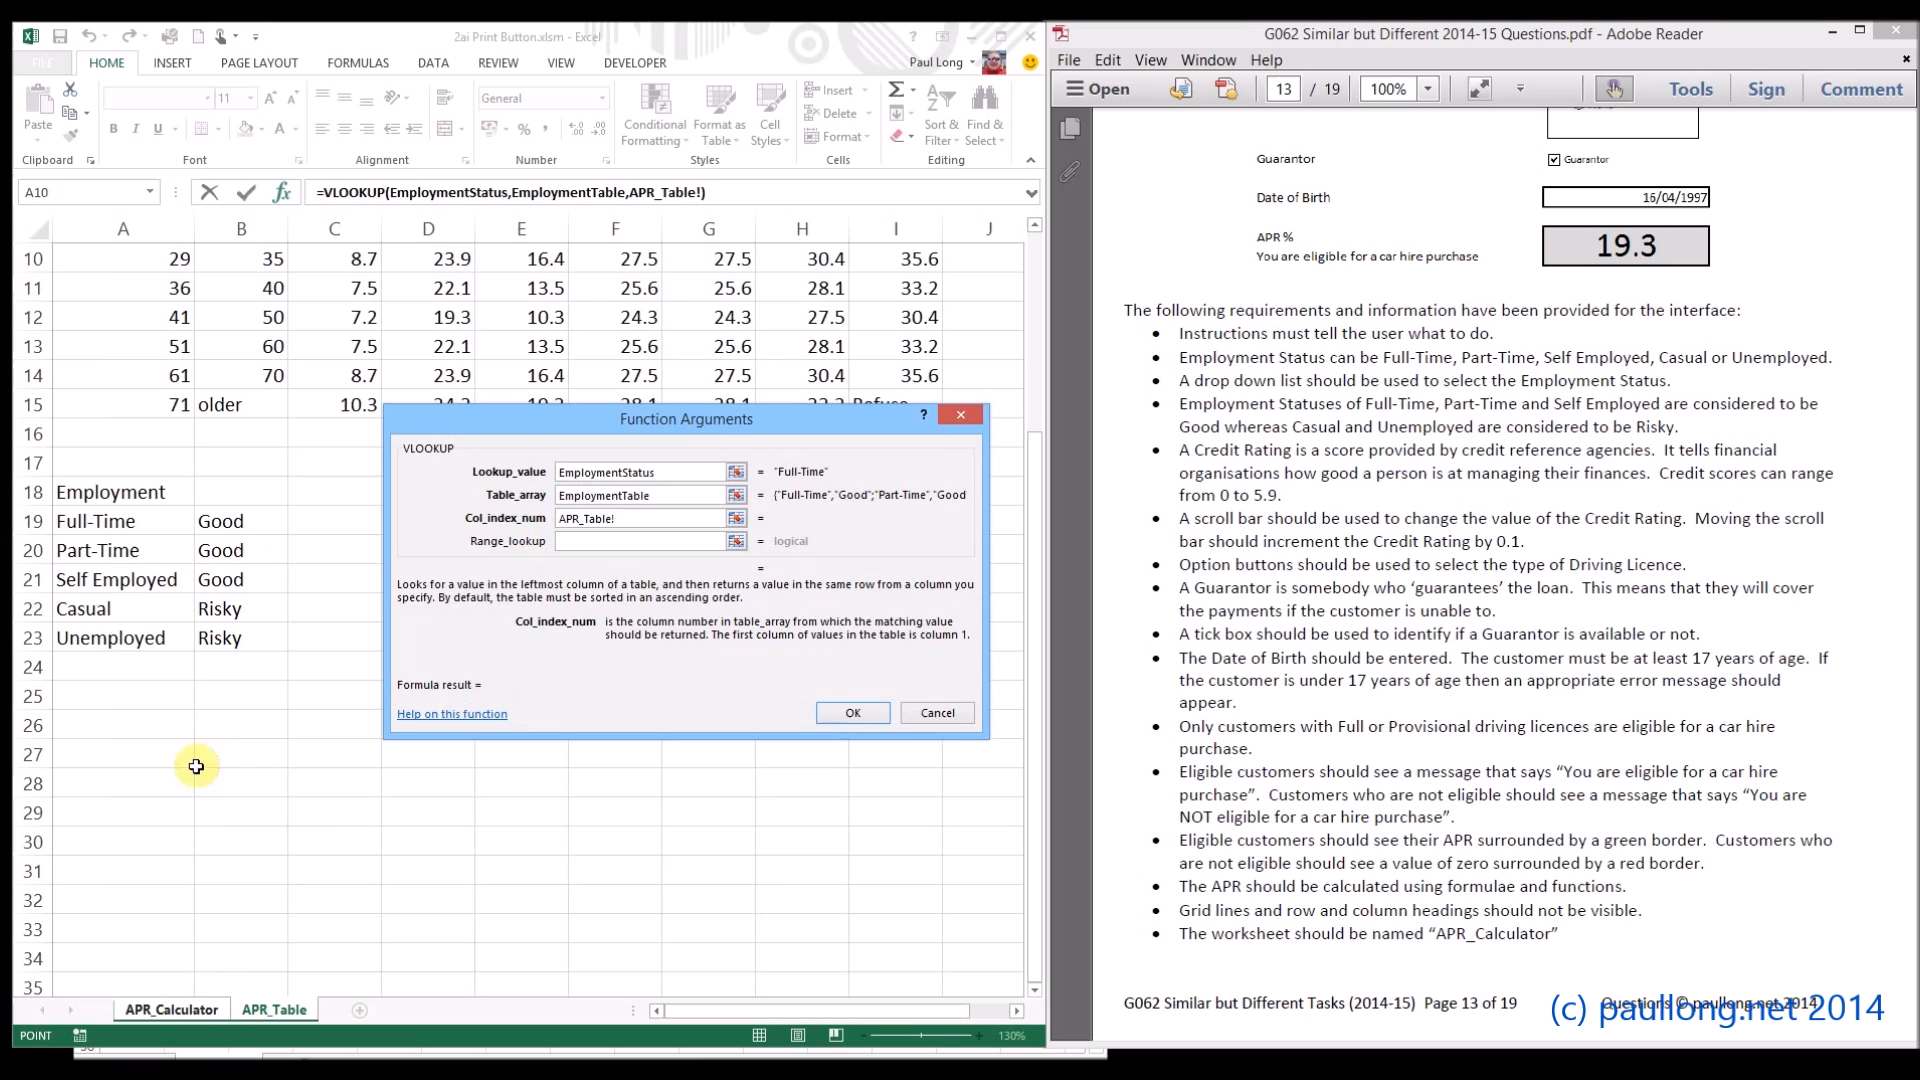 2ai Print Button.xlsm - Excel
FILE HOME INSERT PAGE LAYOUT FORMULAS DATA REVIEW VIEW DEVELOPER Paul Long
Paste
11
General
Conditional Formatting
Format as Table
Cell Styles
Insert
Delete
Format
Sort & Filter
Find & Select
Clipboard Font Alignment Number Styles Cells Editing
A10 =VLOOKUP(EmploymentStatus,EmploymentTable,APR_Table!)
A B C D E F G H I J
10 29 35 8.7 23.9 16.4 27.5 27.5 30.4 35.6
11 36 40 7.5 22.1 13.5 25.6 25.6 28.1 33.2
12 41 50 7.2 19.3 10.3 24.3 24.3 27.5 30.4
13 51 60 7.5 22.1 13.5 25.6 25.6 28.1 33.2
14 61 70 8.7 23.9 16.4 27.5 27.5 30.4 35.6
15 71 older 10.3
16
17
18 Employment
19 Full-Time Good
20 Part-Time Good
21 Self Employed Good
22 Casual Risky
23 Unemployed Risky
24
25
26
27
28
29
30
31
32
33
34
35
Function Arguments
VLOOKUP
Lookup_value EmploymentStatus = "Full-Time"
Table_array EmploymentTable = {"Full-Time","Good";"Part-Time","Good
Col_index_num APR_Table! =
Range_lookup = logical
=
Looks for a value in the leftmost column of a table, and then returns a value in the same row from a column you
specify. By default, the table must be sorted in an ascending order.
Col_index_num is the column number in table_array from which the matching value
should be returned. The first column of values in the table is column 1.
Formula result =
Help on this function OK Cancel
APR_Calculator APR_Table
POINT 130%
G062 Similar but Different 2014-15 Questions.pdf - Adobe Reader
File Edit View Window Help
Open 13 / 19 100% Tools Sign Comment
Guarantor Guarantor
Date of Birth 16/04/1997
APR %
You are eligible for a car hire purchase 19.3
The following requirements and information have been provided for the interface:
• Instructions must tell the user what to do.
• Employment Status can be Full-Time, Part-Time, Self Employed, Casual or Unemployed.
• A drop down list should be used to select the Employment Status.
• Employment Statuses of Full-Time, Part-Time and Self Employed are considered to be
Good whereas Casual and Unemployed are considered to be Risky.
• A Credit Rating is a score provided by credit reference agencies. It tells financial
organisations how good a person is at managing their finances. Credit scores can range
from 0 to 5.9.
• A scroll bar should be used to change the value of the Credit Rating. Moving the scroll
bar should increment the Credit Rating by 0.1.
• Option buttons should be used to select the type of Driving Licence.
• A Guarantor is somebody who ‘guarantees’ the loan. This means that they will cover
the payments if the customer is unable to.
• A tick box should be used to identify if a Guarantor is available or not.
• The Date of Birth should be entered. The customer must be at least 17 years of age. If
the customer is under 17 years of age then an appropriate error message should
appear.
• Only customers with Full or Provisional driving licences are eligible for a car hire
purchase.
• Eligible customers should see a message that says “You are eligible for a car hire
purchase”. Customers who are not eligible should see a message that says “You are
NOT eligible for a car hire purchase”.
• Eligible customers should see their APR surrounded by a green border. Customers who
are not eligible should see a value of zero surrounded by a red border.
• The APR should be calculated using formulae and functions.
• Grid lines and row and column headings should not be visible.
• The worksheet should be named “APR_Calculator”
G062 Similar but Different Tasks (2014-15) Page 13 of 19 Questions © paullong.net 2014
(c) paullong.net 2014